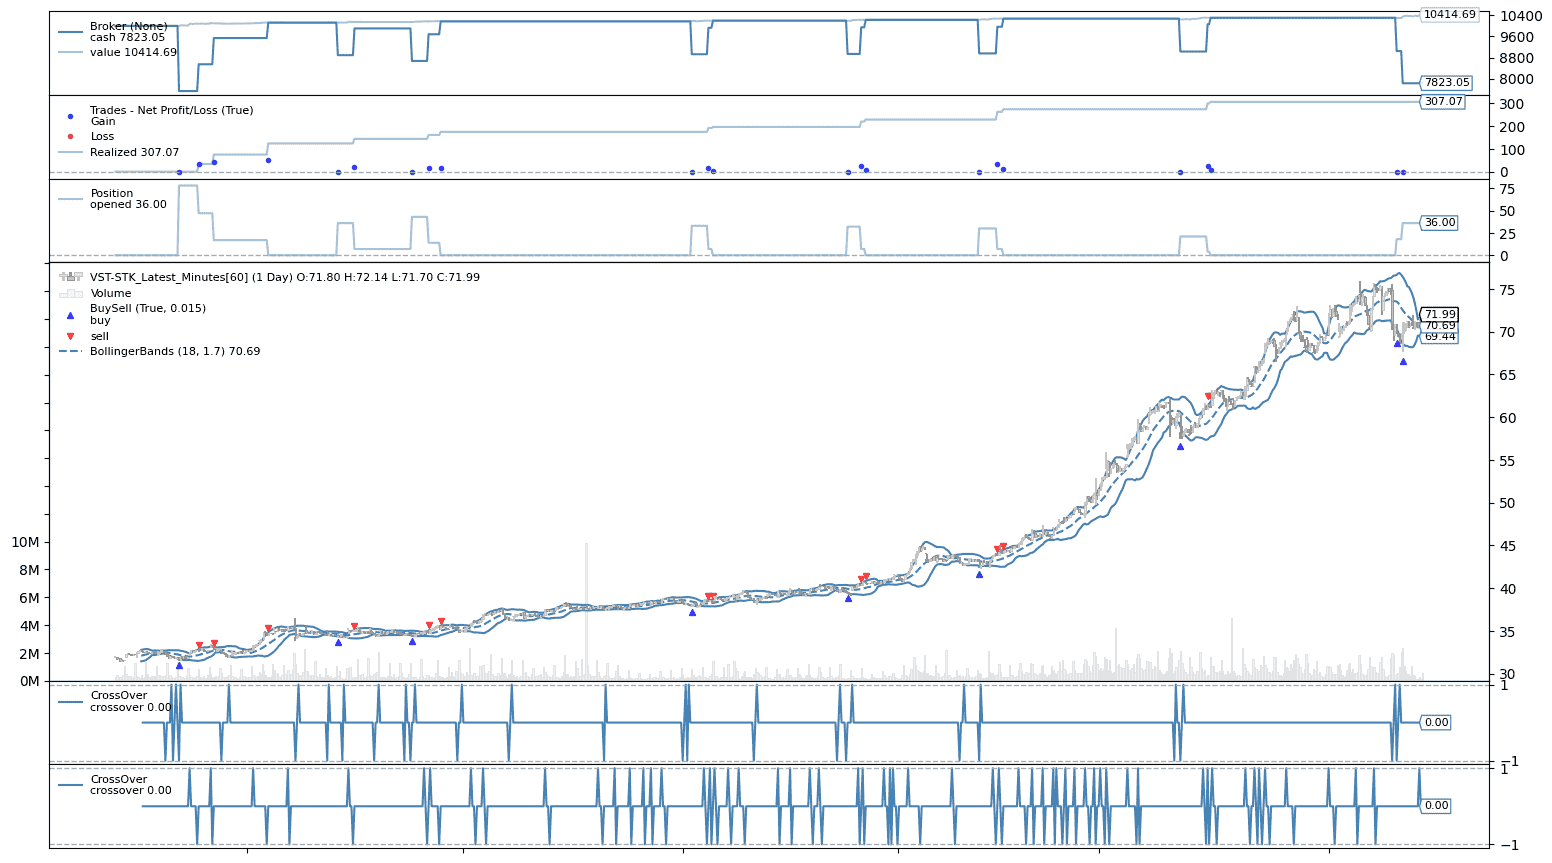 Broker (None)
cash 7823.05
value 10414.69
10414.69
10400
9600
8800
8000
7823.05
Trades - Net Profit/Loss (True)
Gain
Loss
Realized 307.07
307.07
300
200
100
0
Position
opened 36.00
75
50
36.00
25
0
VST-STK_Latest_Minutes[60] (1 Day) O:71.80 H:72.14 L:71.70 C:71.99
Volume
BuySell (True, 0.015)
buy
sell
BollingerBands (18, 1.7) 70.69
75
71.99
70.69
70
69.44
65
60
55
50
45
40
35
30
10M
8M
6M
4M
2M
0M
CrossOver
crossover 0.00
1
0.00
−1
CrossOver
crossover 0.00
1
0.00
−1